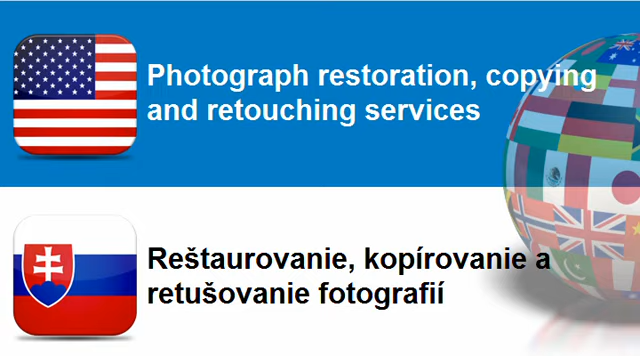 Photograph restoration, copying
and retouching services
Reštaurovanie, kopírovanie a
retušovanie fotografií